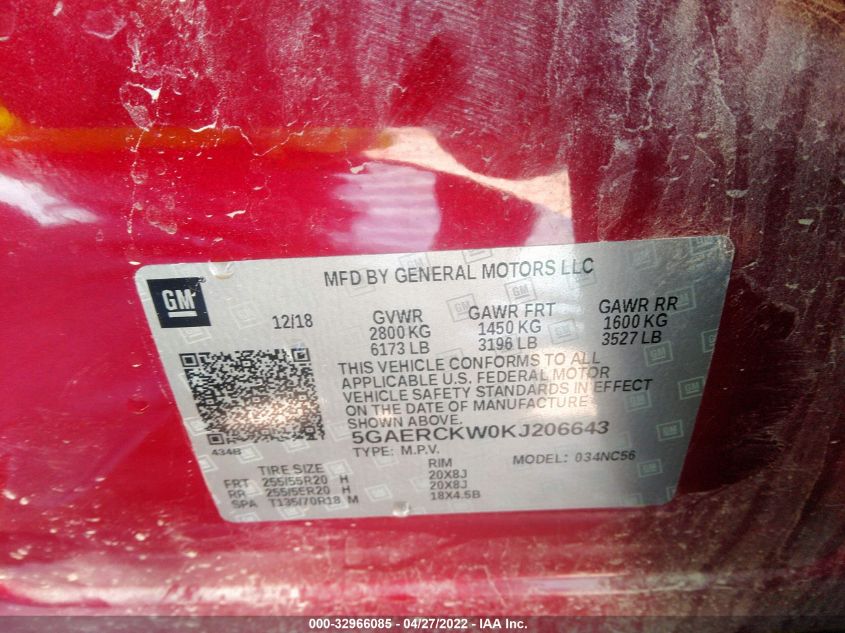 MFD BY GENERAL MOTORS LLC
GM
12/18 GVWR GAWR FRT GAWR RR
2800 KG 1450 KG 1600 KG
6173 LB 3196 LB 3527 LB
THIS VEHICLE CONFORMS TO ALL
APPLICABLE U.S. FEDERAL MOTOR
VEHICLE SAFETY STANDARDS IN EFFECT
ON THE DATE OF MANUFACTURE
SHOWN ABOVE.
434B
5GAERCKW0KJ206643
TYPE: M.P.V. MODEL: 034NC56
TIRE SIZE RIM
FRT 255/55R20 H 20X8J
RR 255/55R20 H 20X8J
SPA T135/70R18 M 18X4.5B
000-32966085 - 04/27/2022 - IAA Inc.